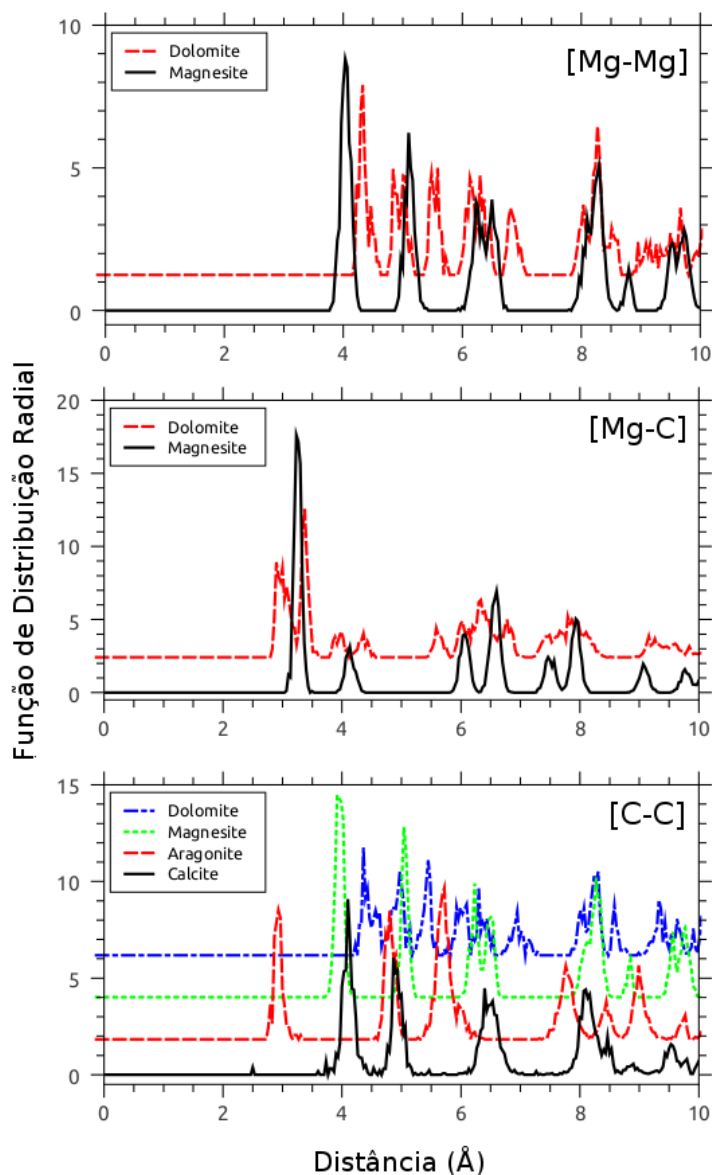 10
5
0
Dolomite
Magnesite
[Mg-Mg]
0 2 4 6 8 10
Função de Distribuição Radial
20
15
10
5
0
Dolomite
Magnesite
[Mg-C]
0 2 4 6 8 10
15
10
5
0
Dolomite
Magnesite
Aragonite
Calcite
[C-C]
0 2 4 6 8 10
Distância (Å)